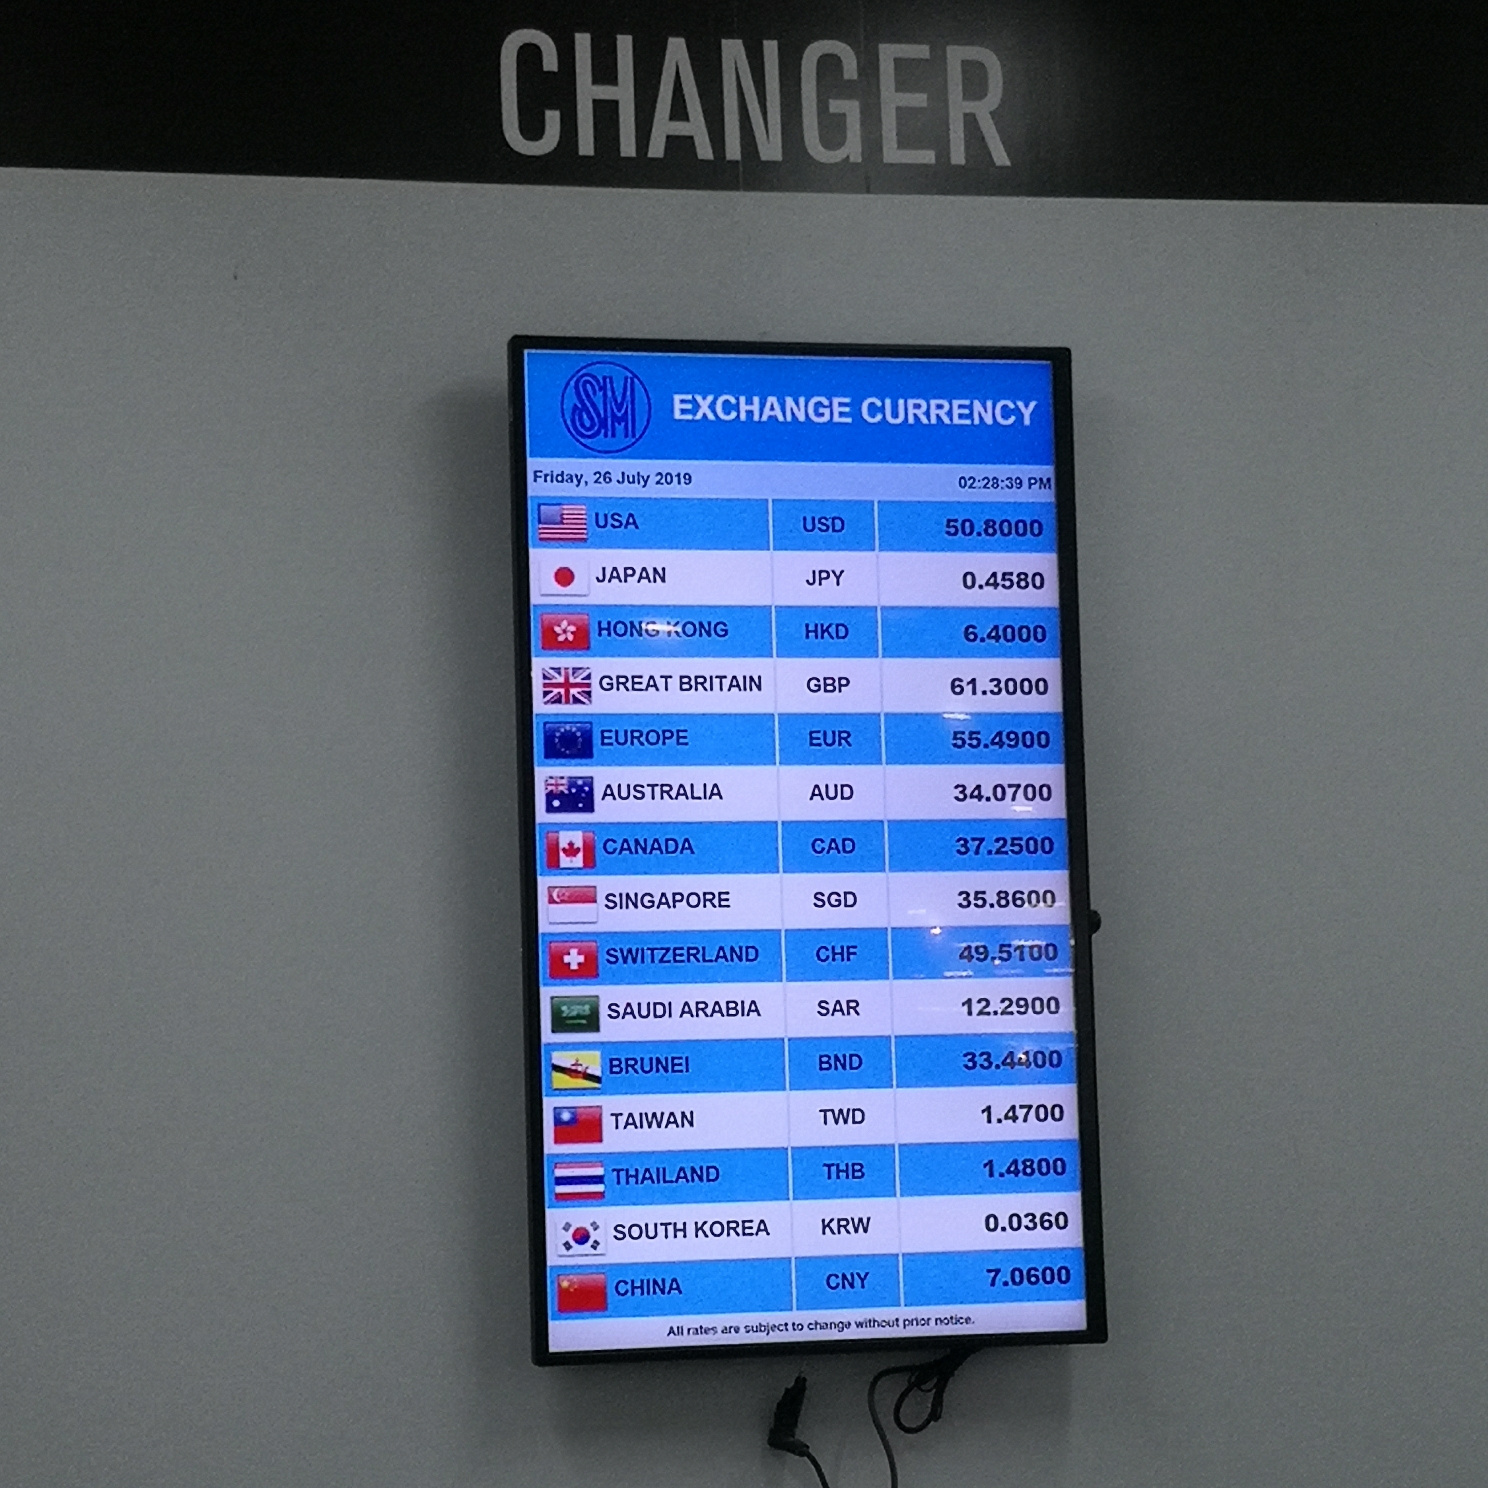 CHANGER
SM EXCHANGE CURRENCY
Friday, 26 July 2019 02:28:39 PM
USA USD 50.8000
JAPAN JPY 0.4580
HONG KONG HKD 6.4000
GREAT BRITAIN GBP 61.3000
EUROPE EUR 55.4900
AUSTRALIA AUD 34.0700
CANADA CAD 37.2500
SINGAPORE SGD 35.8600
SWITZERLAND CHF 49.5100
SAUDI ARABIA SAR 12.2900
BRUNEI BND 33.4400
TAIWAN TWD 1.4700
THAILAND THB 1.4800
SOUTH KOREA KRW 0.0360
CHINA CNY 7.0600
All rates are subject to change without prior notice.